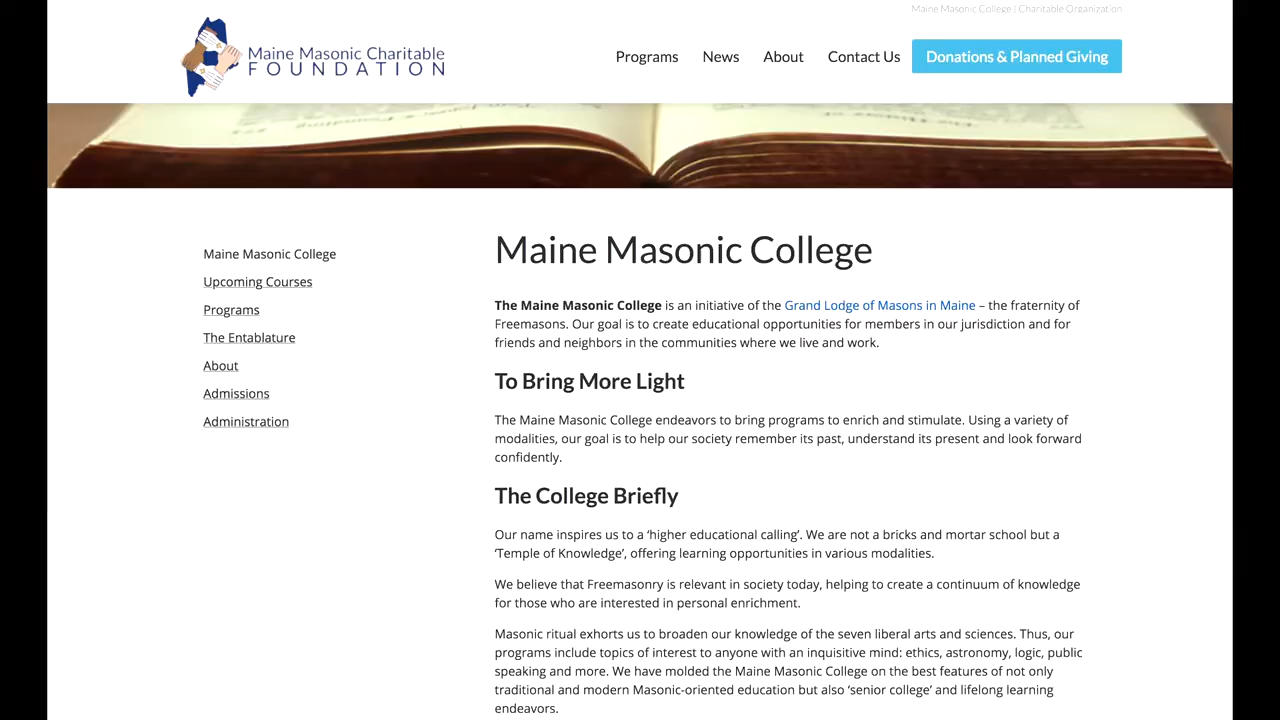 Maine Masonic College | Charitable Organization
Maine Masonic Charitable
FOUNDATION
Programs
News
About
Contact Us
Donations & Planned Giving
Maine Masonic College
Upcoming Courses
Programs
The Entablature
About
Admissions
Administration
Maine Masonic College
The Maine Masonic College is an initiative of the Grand Lodge of Masons in Maine – the fraternity of
Freemasons. Our goal is to create educational opportunities for members in our jurisdiction and for
friends and neighbors in the communities where we live and work.
To Bring More Light
The Maine Masonic College endeavors to bring programs to enrich and stimulate. Using a variety of
modalities, our goal is to help our society remember its past, understand its present and look forward
confidently.
The College Briefly
Our name inspires us to a ‘higher educational calling’. We are not a bricks and mortar school but a
‘Temple of Knowledge’, offering learning opportunities in various modalities.
We believe that Freemasonry is relevant in society today, helping to create a continuum of knowledge
for those who are interested in personal enrichment.
Masonic ritual exhorts us to broaden our knowledge of the seven liberal arts and sciences. Thus, our
programs include topics of interest to anyone with an inquisitive mind: ethics, astronomy, logic, public
speaking and more. We have molded the Maine Masonic College on the best features of not only
traditional and modern Masonic-oriented education but also ‘senior college’ and lifelong learning
endeavors.